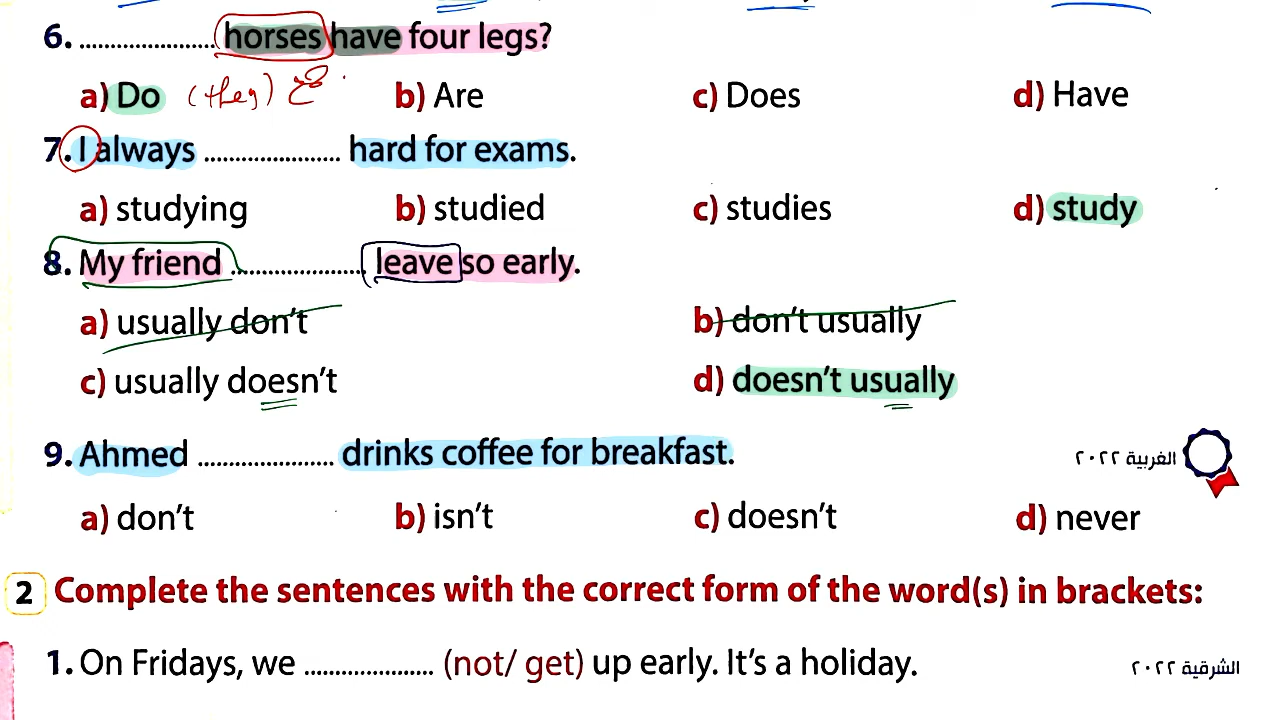 6. ...................... horses have four legs?
a) Do (they) جمع b) Are c) Does d) Have
7. I always ...................... hard for exams.
a) studying b) studied c) studies d) study
8. My friend ...................... leave so early.
a) usually don't b) don't usually
c) usually doesn't d) doesn't usually
9. Ahmed ...................... drinks coffee for breakfast. الغربية ٢٠٢٢
a) don't b) isn't c) doesn't d) never
2 Complete the sentences with the correct form of the word(s) in brackets:
1. On Fridays, we ..................... (not/ get) up early. It's a holiday. الشرقية ٢٠٢٢